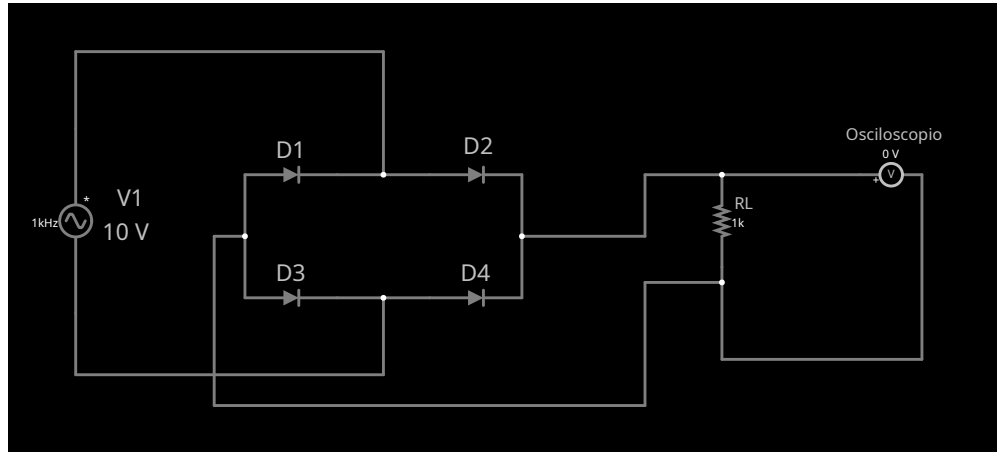 Osciloscopio
0 V
V
+
D1
D2
*
V1
1kHz
10 V
RL
1k
D3
D4